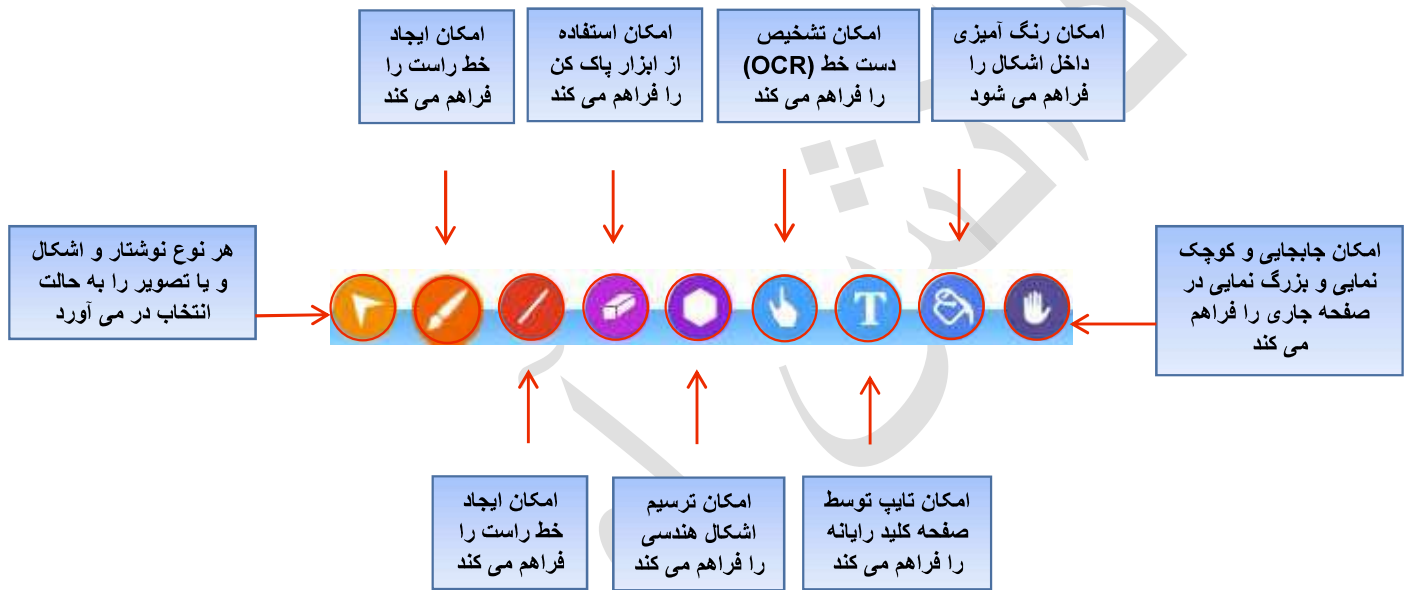 امکان ایجاد
خط راست را
فراهم می کند
امکان استفاده
از ابزار پاک کن
را فراهم می کند
امکان تشخیص
دست خط (OCR)
را فراهم می کند
امکان رنگ آمیزی
داخل اشکال را
فراهم می شود
هر نوع نوشتار و اشکال
و یا تصویر را به حالت
انتخاب در می آورد
T
امکان جابجایی و کوچک
نمایی و بزرگ نمایی در
صفحه جاری را فراهم
می کند
امکان ایجاد
خط راست را
فراهم می کند
امکان ترسیم
اشکال هندسی
را فراهم می کند
امکان تایپ توسط
صفحه کلید رایانه
را فراهم می کند